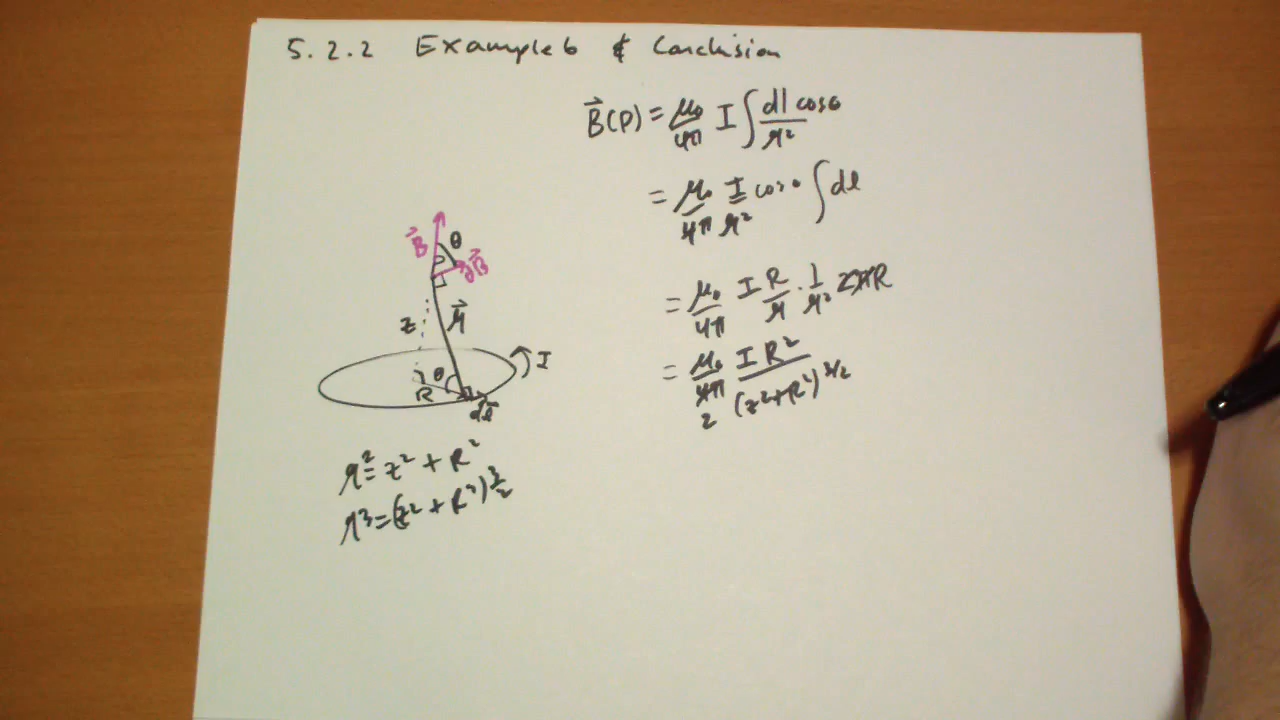 5.2.2 Example 6 & Conclusion
B⃗(P) = μ₀/4π I ∫ dl cosθ/𝓇²
= μ₀/4π I/𝓇² cosθ ∫ dl
= μ₀/4π I R/𝓇 · 1/𝓇² 2πR
= μ₀/4π 2 I R²/(z²+R²)^3/2
B⃗ θ dB⃗
z 𝓇⃗
θ R I
dl⃗
𝓇² = z² + R²
𝓇³ = (z² + R²)^3/2